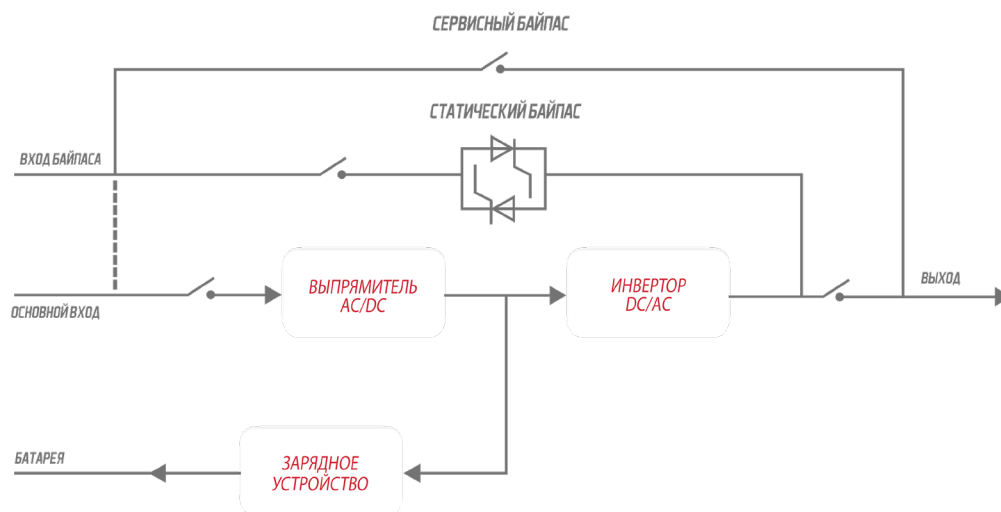 СЕРВИСНЫЙ БАЙПАС
СТАТИЧЕСКИЙ БАЙПАС
ВХОД БАЙПАСА
ВЫПРЯМИТЕЛЬ
AC/DC
ИНВЕРТОР
DC/AC
ВЫХОД
ОСНОВНОЙ ВХОД
БАТАРЕЯ
ЗАРЯДНОЕ
УСТРОЙСТВО